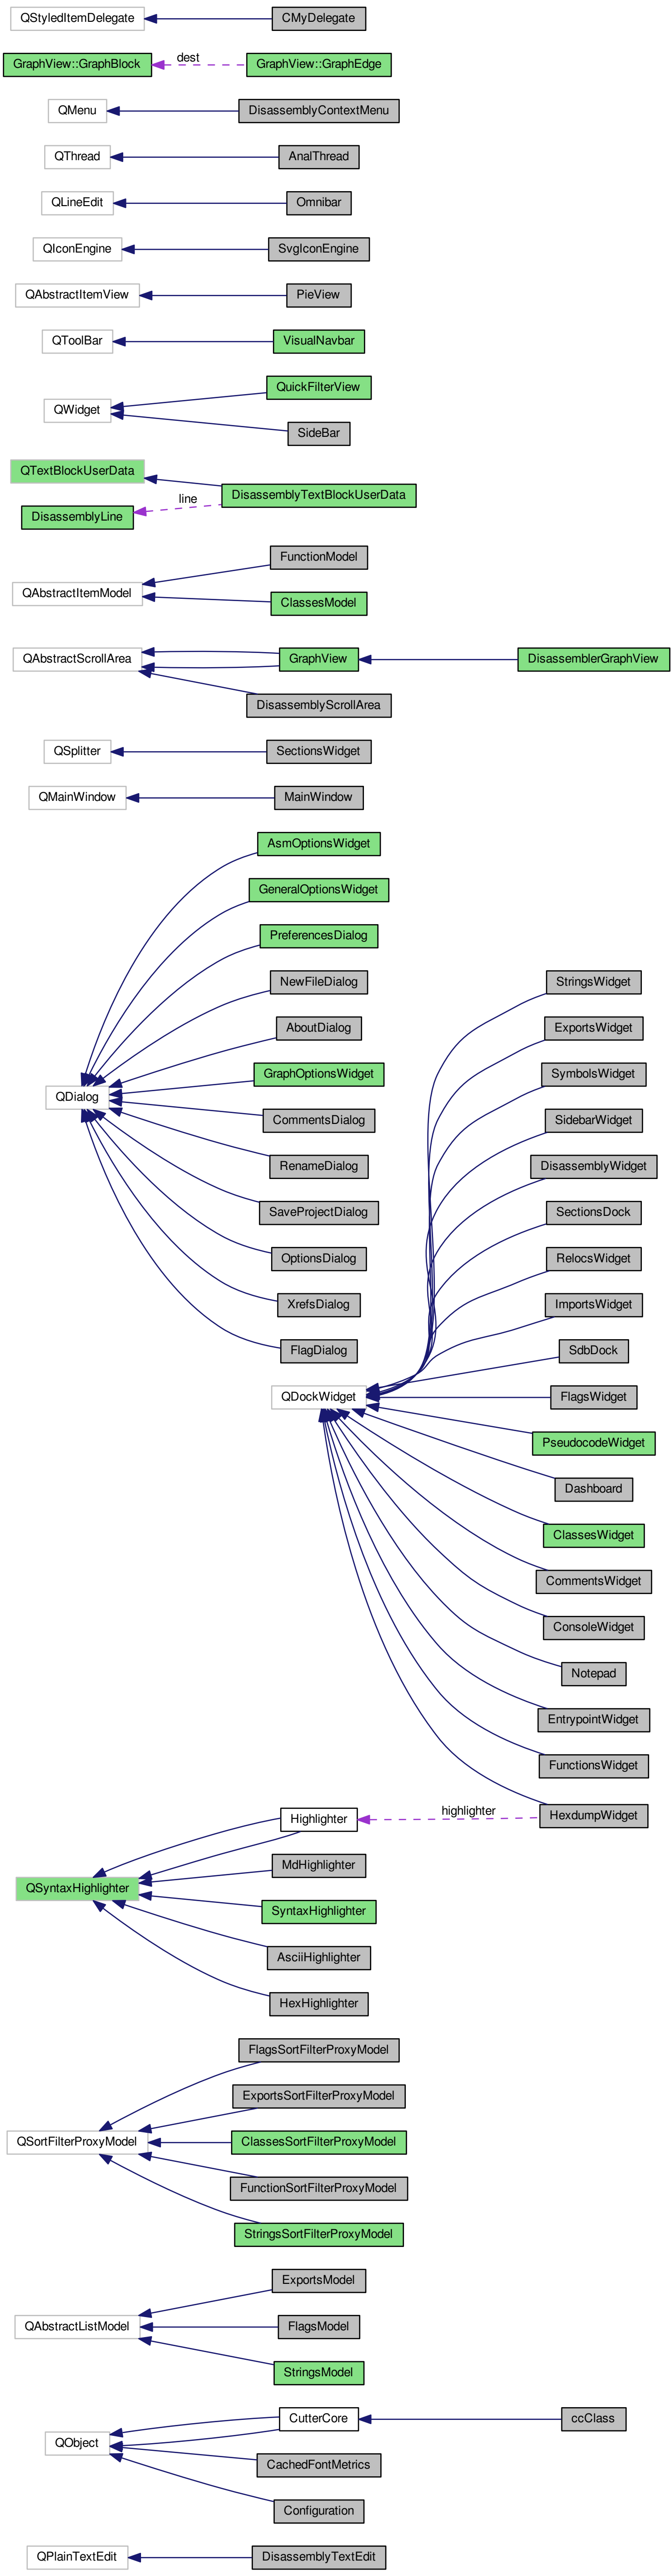 QStyledItemDelegate
CMyDelegate
GraphView::GraphBlock
dest
GraphView::GraphEdge
QMenu
DisassemblyContextMenu
QThread
AnalThread
QLineEdit
Omnibar
QIconEngine
SvgIconEngine
QAbstractItemView
PieView
QToolBar
VisualNavbar
QWidget
QuickFilterView
SideBar
QTextBlockUserData
DisassemblyLine
line
DisassemblyTextBlockUserData
QAbstractItemModel
FunctionModel
ClassesModel
QAbstractScrollArea
GraphView
DisassemblerGraphView
DisassemblyScrollArea
QSplitter
SectionsWidget
QMainWindow
MainWindow
QDialog
AsmOptionsWidget
GeneralOptionsWidget
PreferencesDialog
NewFileDialog
AboutDialog
GraphOptionsWidget
CommentsDialog
RenameDialog
SaveProjectDialog
OptionsDialog
XrefsDialog
FlagDialog
QDockWidget
StringsWidget
ExportsWidget
SymbolsWidget
SidebarWidget
DisassemblyWidget
SectionsDock
RelocsWidget
ImportsWidget
SdbDock
FlagsWidget
PseudocodeWidget
Dashboard
ClassesWidget
CommentsWidget
ConsoleWidget
Notepad
EntrypointWidget
FunctionsWidget
HexdumpWidget
highlighter
QSyntaxHighlighter
Highlighter
MdHighlighter
SyntaxHighlighter
AsciiHighlighter
HexHighlighter
QSortFilterProxyModel
FlagsSortFilterProxyModel
ExportsSortFilterProxyModel
ClassesSortFilterProxyModel
FunctionSortFilterProxyModel
StringsSortFilterProxyModel
QAbstractListModel
ExportsModel
FlagsModel
StringsModel
QObject
CutterCore
ccClass
CachedFontMetrics
Configuration
QPlainTextEdit
DisassemblyTextEdit